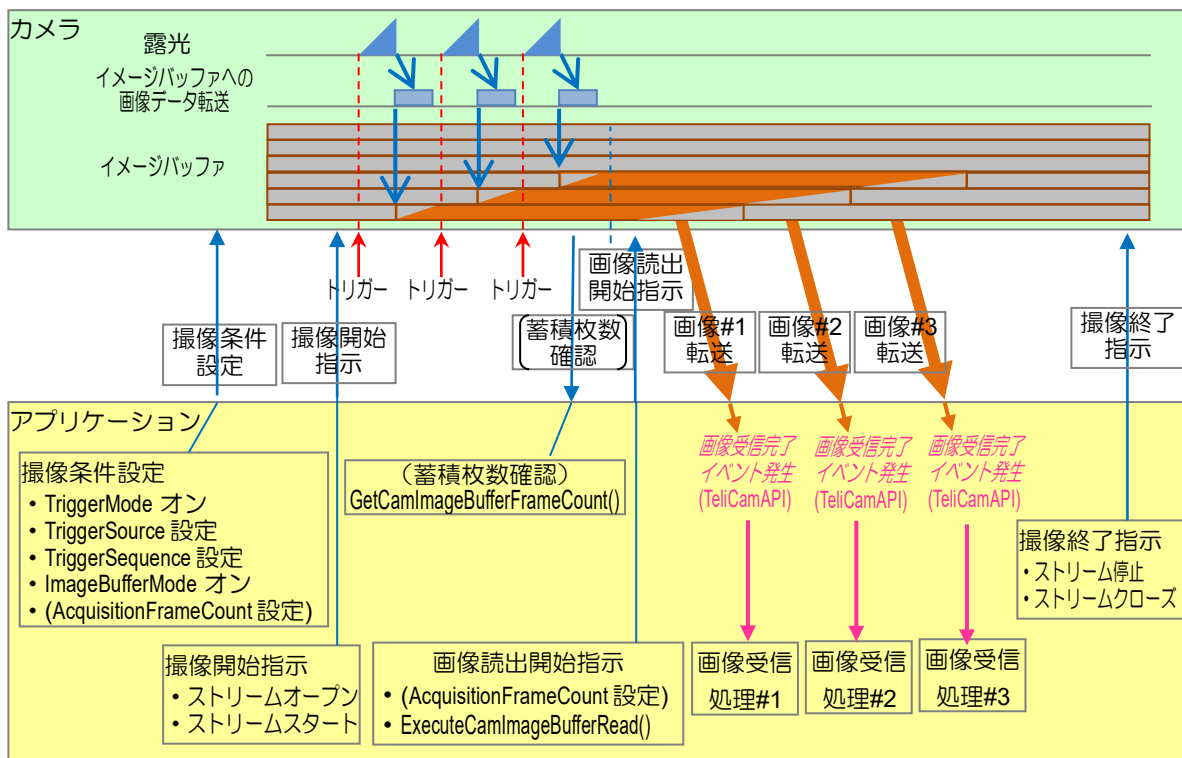 カメラ
露光
イメージバッファへの
画像データ転送
イメージバッファ
トリガー
トリガー
トリガー
画像読出
開始指示
撮像条件
設定
撮像開始
指示
蓄積枚数
確認
画像#1
転送
画像#2
転送
画像#3
転送
撮像終了
指示
アプリケーション
撮像条件設定
・TriggerMode オン
・TriggerSource 設定
・TriggerSequence 設定
・ImageBufferMode オン
・(AcquisitionFrameCount 設定)
(蓄積枚数確認)
GetCamImageBufferFrameCount()
画像受信完了
イベント発生
(TeliCamAPI)
画像受信完了
イベント発生
(TeliCamAPI)
画像受信完了
イベント発生
(TeliCamAPI)
撮像終了指示
・ストリーム停止
・ストリームクローズ
撮像開始指示
・ストリームオープン
・ストリームスタート
画像読出開始指示
・(AcquisitionFrameCount 設定)
・ExecuteCamImageBufferRead()
画像受信
処理#1
画像受信
処理#2
画像受信
処理#3